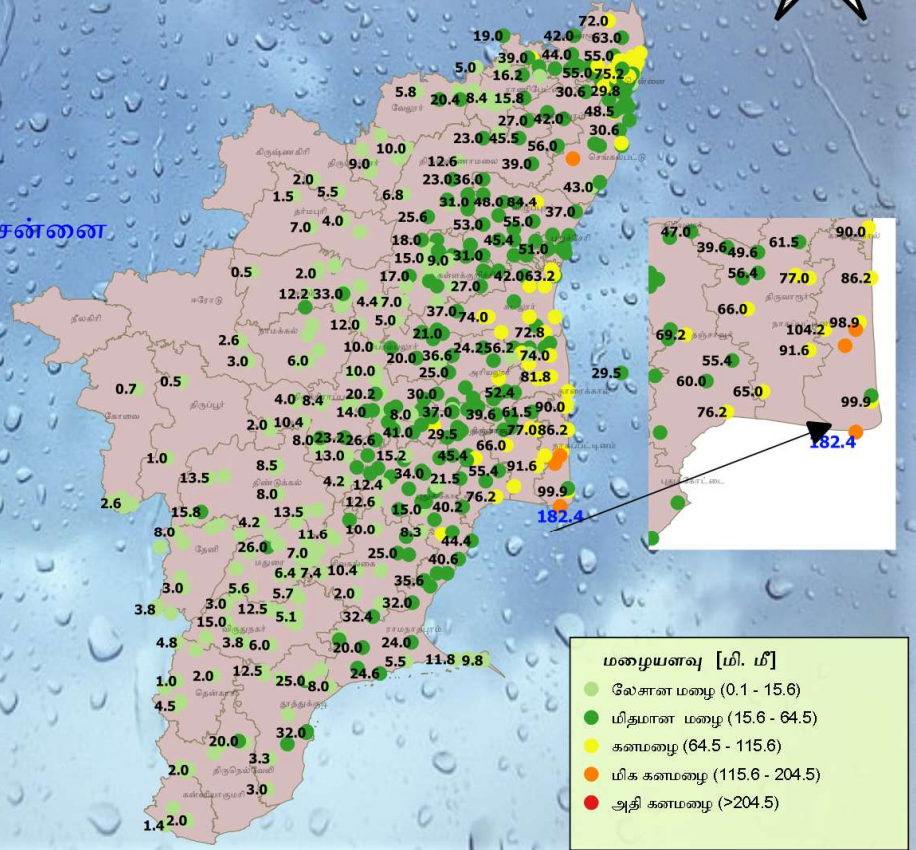 72.0
19.0 42.0 63.0
39.0 44.0 55.0
5.0 16.2 55.0 75.2
5.8 20.4 8.4 15.8 30.6 29.8
வேலூர்
48.5
27.0 42.0
23.0 45.5 30.6
கிருஷ்ணகிரி 10.0 56.0
9.0 12.6 39.0 செங்கல்பட்டு
2.0 23.0 36.0 43.0
1.5 5.5 6.8 31.0 48.0 84.4
தர்மபுரி 25.6 37.0
7.0 4.0 53.0 55.0
சென்னை
18.0 45.4 51.0
15.0 9.0 31.0
0.5 2.0 17.0 42.0 63.2
27.0
12.2 33.0 4.4 7.0
ஈரோடு
நீலகிரி 12.0 5.0 37.0 74.0
21.0 72.8
2.6 10.0 24.2 56.2
3.0 6.0 20.0 36.6 74.0
10.0 25.0 அரியலூர் 81.8 29.5
0.7 0.5
கோவை திருப்பூர் 4.0 8.4 20.2 30.0 52.4 காரைக்கால்
14.0 8.0 37.0 39.6 61.5 90.0
2.0 10.4 41.0 29.5 77.0 86.2
8.0 23.2 26.6 66.0 நாகப்பட்டினம்
1.0 13.0 15.2 45.4
8.5 34.0 55.4 91.6
13.5 திண்டுக்கல் 4.2 12.4 21.5
2.6 8.0 12.6 76.2 99.9
15.8 13.5 15.0 40.2 182.4
8.0 4.2 11.6 10.0 8.3 44.4
தேனி 26.0 மதுரை 7.0 25.0 40.6
6.4 7.4 10.4
3.0 5.6 5.7 2.0 35.6
3.8 3.0 12.5 32.0
15.0 5.1 32.4
விருதுநகர் ராமநாதபுரம்
4.8 3.8 6.0 20.0 24.0
5.5 11.8 9.8
1.0 2.0 12.5 25.0 8.0 24.6
4.5 தூத்துக்குடி
20.0 32.0
2.0 3.3
திருநெல்வேலி
கன்னியாகுமரி 3.0
1.4 2.0
47.0 39.6 49.6 61.5 90.0
56.4 77.0 86.2
திருவாரூர்
66.0
69.2 தஞ்சாவூர் 104.2 98.9
91.6
55.4
60.0 65.0
76.2 99.9
182.4
புதுக்கோட்டை
மழையளவு [மி. மீ]
லேசான மழை (0.1 - 15.6)
மிதமான மழை (15.6 - 64.5)
கனமழை (64.5 - 115.6)
மிக கனமழை (115.6 - 204.5)
அதி கனமழை (>204.5)